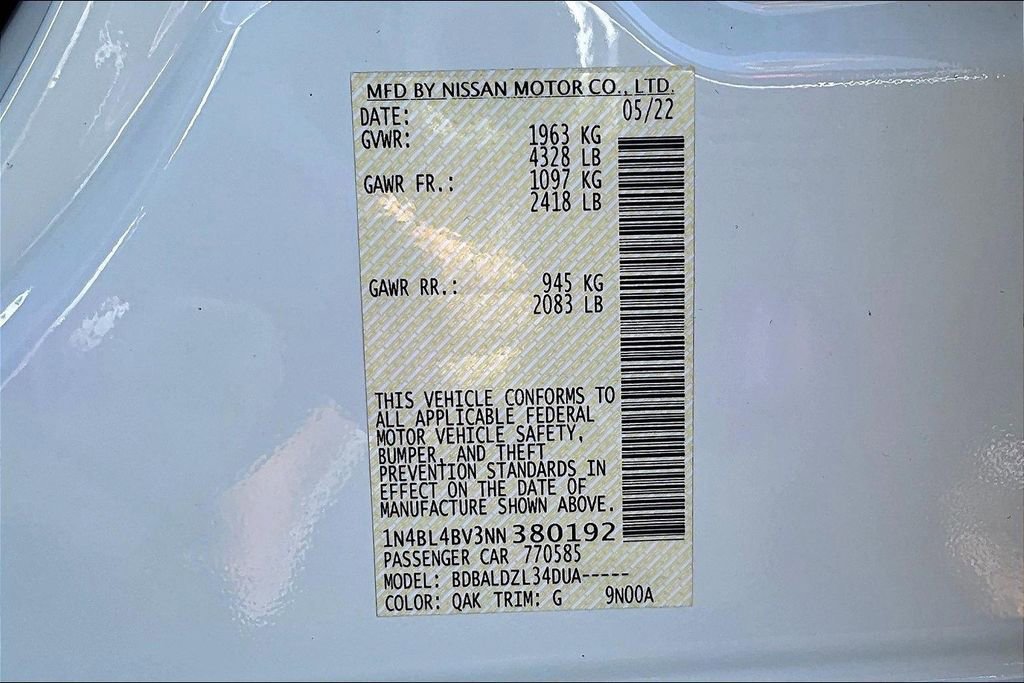 MFD BY NISSAN MOTOR CO., LTD.
DATE: 05/22
GVWR: 1963 KG
4328 LB
GAWR FR.: 1097 KG
2418 LB
GAWR RR.: 945 KG
2083 LB
THIS VEHICLE CONFORMS TO
ALL APPLICABLE FEDERAL
MOTOR VEHICLE SAFETY,
BUMPER, AND THEFT
PREVENTION STANDARDS IN
EFFECT ON THE DATE OF
MANUFACTURE SHOWN ABOVE.
1N4BL4BV3NN380192
PASSENGER CAR 770585
MODEL: BDBALDZL34DUA-----
COLOR: QAK TRIM: G 9N00A